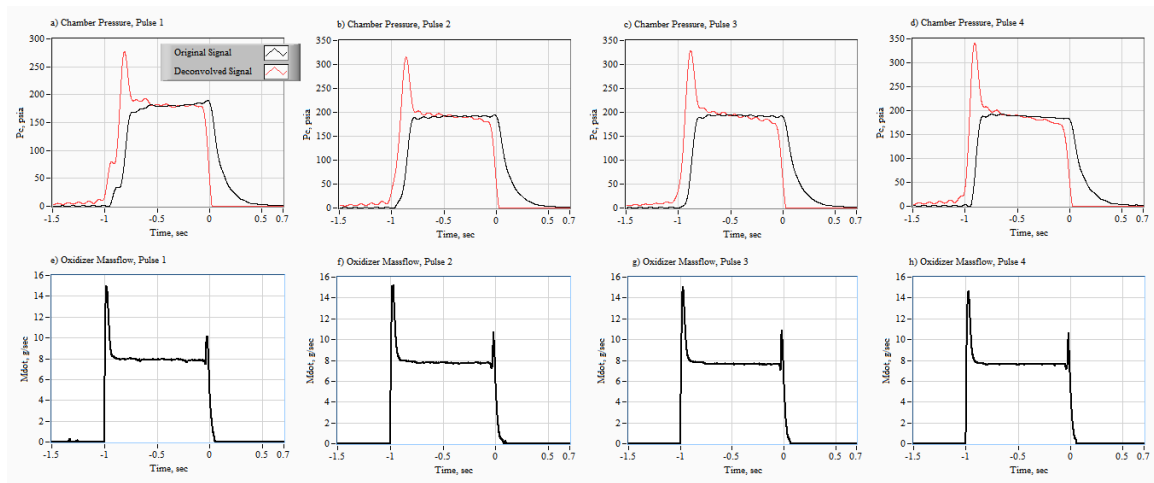 a) Chamber Pressure, Pulse 1
300
250
200
150
100
50
0
Pc, psia
-1.5 -1 -0.5 0 0.5 0.7
Time, sec
Original Signal
Deconvolved Signal
b) Chamber Pressure, Pulse 2
350
300
250
200
150
100
50
0
Pc, psia
-1.5 -1 -0.5 0 0.5 0.7
Time, sec
c) Chamber Pressure, Pulse 3
350
300
250
200
150
100
50
0
Pc, psia
-1.5 -1 -0.5 0 0.5 0.7
Time, sec
d) Chamber Pressure, Pulse 4
350
300
250
200
150
100
50
0
Pc, psia
-1.5 -1 -0.5 0 0.5 0.7
Time, sec
e) Oxidizer Massflow, Pulse 1
16
14
12
10
8
6
4
2
0
Mdot, g/sec
-1.5 -1 -0.5 0 0.5 0.7
Time, sec
f) Oxidizer Massflow, Pulse 2
16
14
12
10
8
6
4
2
0
Mdot, g/sec
-1.5 -1 -0.5 0 0.5 0.7
Time, sec
g) Oxidizer Massflow, Pulse 3
16
14
12
10
8
6
4
2
0
Mdot, g/sec
-1.5 -1 -0.5 0 0.5 0.7
Time, sec
h) Oxidizer Massflow, Pulse 4
16
14
12
10
8
6
4
2
0
Mdot, g/sec
-1.5 -1 -0.5 0 0.5 0.7
Time, sec